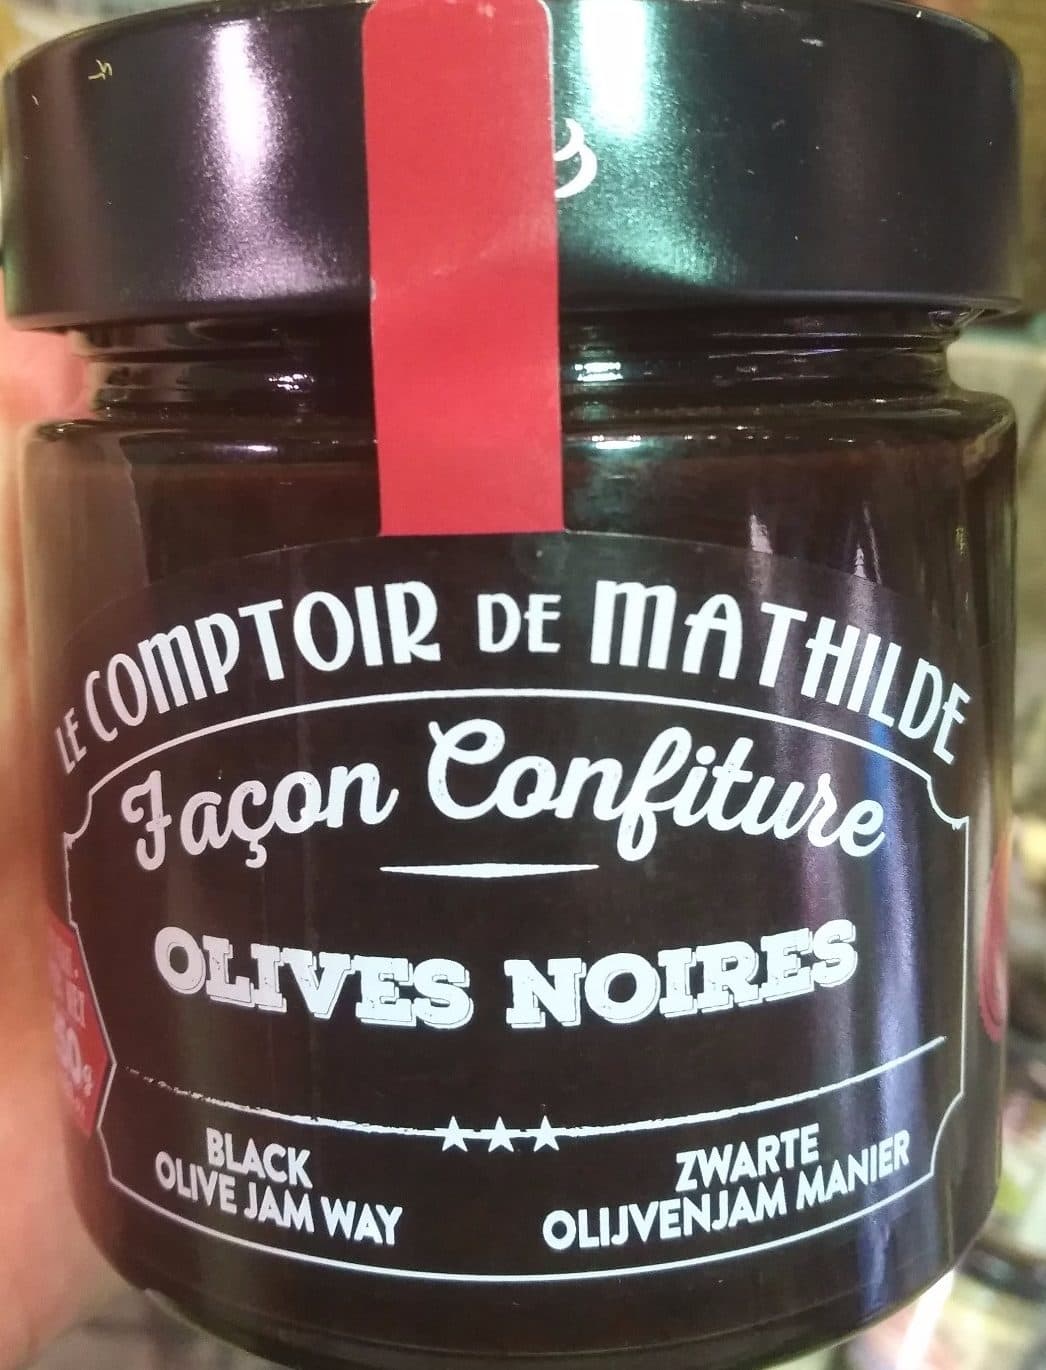 LE COMPTOIR DE MATHILDE
Façon Confiture
OLIVES NOIRES
BLACK
OLIVE JAM WAY
ZWARTE
OLIJVENJAM MANIER